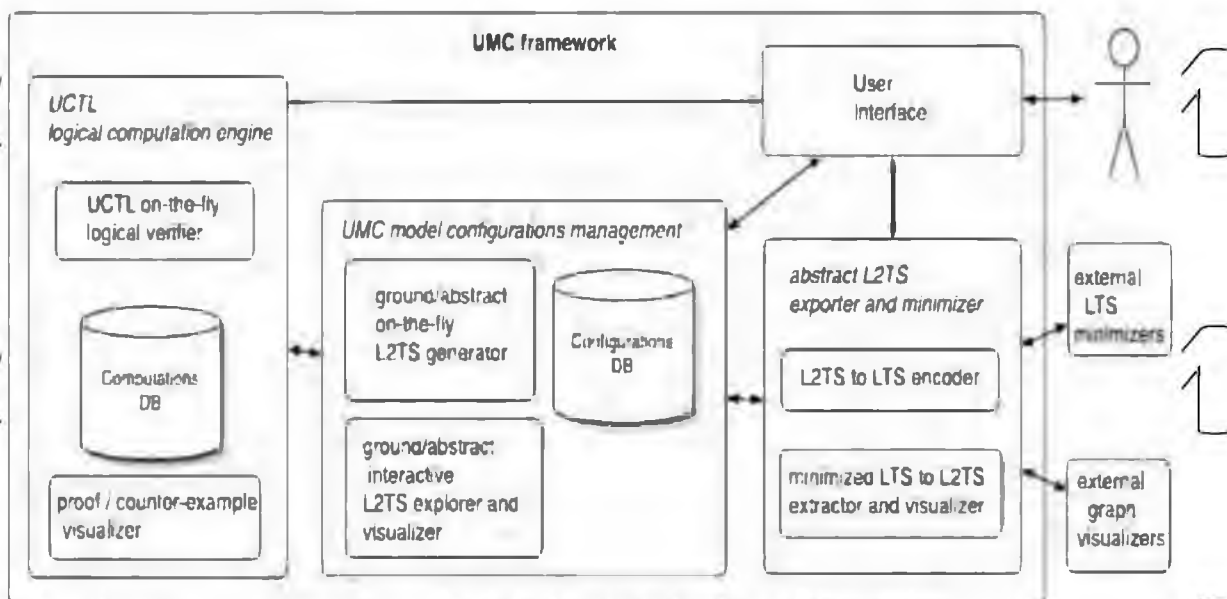 UMC framework
UCTL
logical computation engine
UCTL on-the-fly
logical verifier
Computations
DB
proof / counter-example
visualizer
UMC model configurations management
ground/abstract
on-the-fly
L2TS generator
Configurations
DB
ground/abstract
interactive
L2TS explorer and
visualizer
User
Interface
abstract L2TS
exporter and minimizer
L2TS to LTS encoder
minimized LTS to L2TS
extractor and visualizer
external
LTS
minimizers
external
graph
visualizers